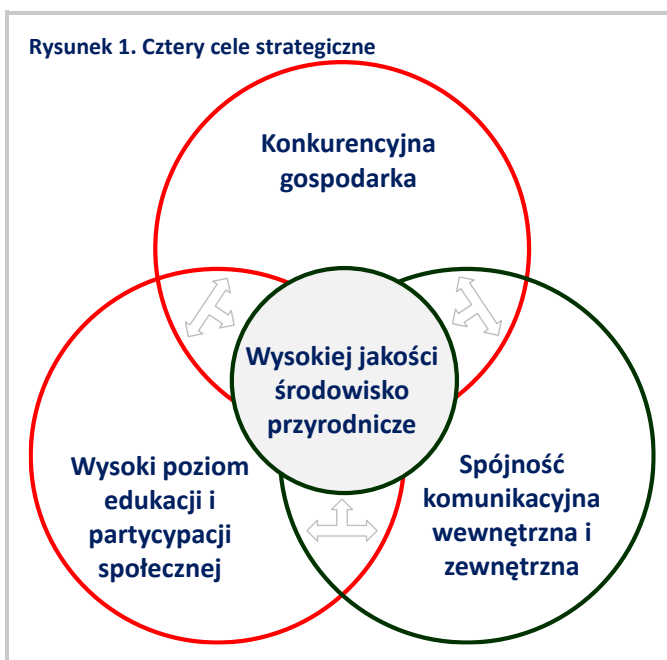 Rysunek 1. Cztery cele strategiczne
Konkurencyjna
gospodarka
Wysokiej jakości
środowisko
przyrodnicze
Wysoki poziom
edukacji i
partycypacji
społecznej
Spójność
komunikacyjna
wewnętrzna i
zewnętrzna